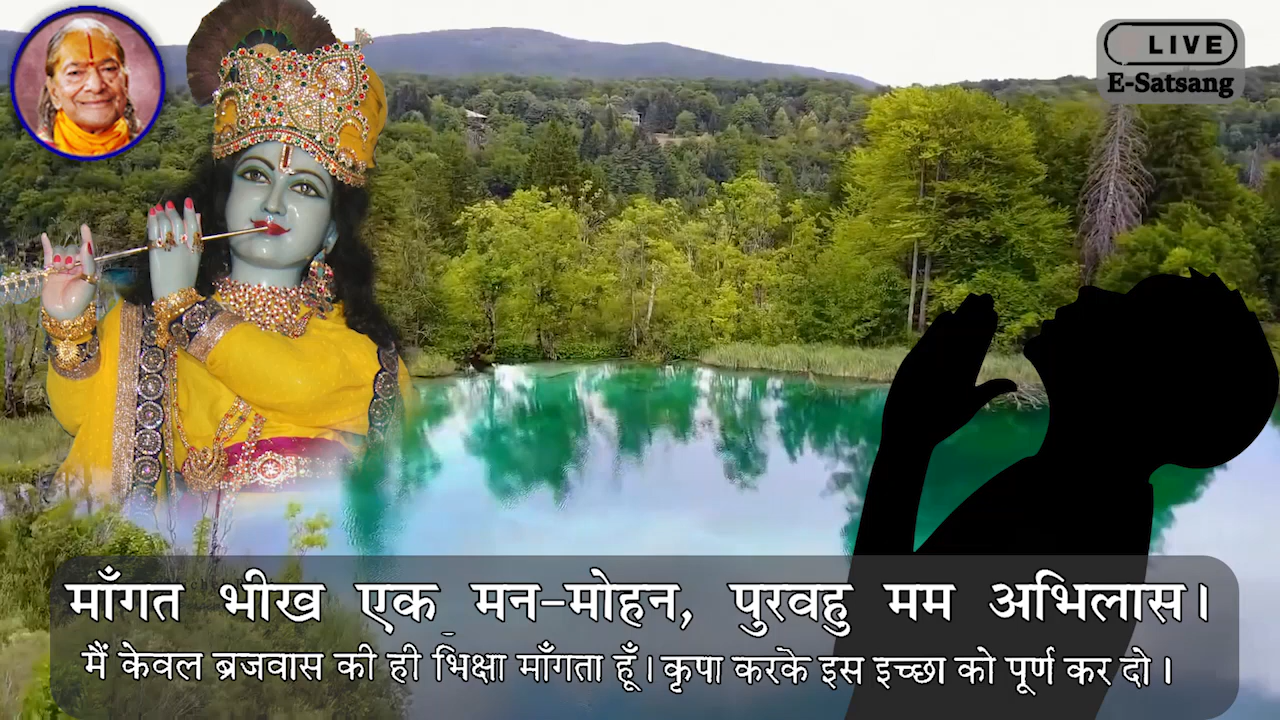 LIVE
E-Satsang
माँगत भीख एक मन-मोहन, पुरवहु मम अभिलास।
मैं केवल ब्रजवास की ही भिक्षा माँगता हूँ। कृपा करके इस इच्छा को पूर्ण कर दो।